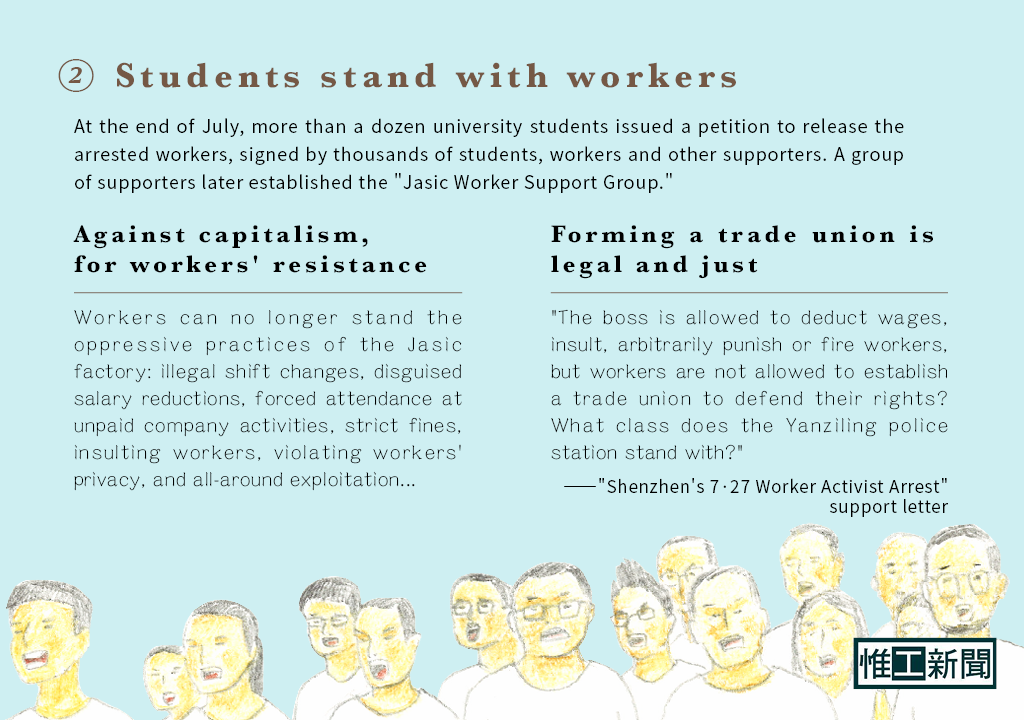 2 Students stand with workers
At the end of July, more than a dozen university students issued a petition to release the
arrested workers, signed by thousands of students, workers and other supporters. A group
of supporters later established the "Jasic Worker Support Group."
Against capitalism,
for workers' resistance
Workers can no longer stand the
oppressive practices of the Jasic
factory: illegal shift changes, disguised
salary reductions, forced attendance at
unpaid company activities, strict fines,
insulting workers, violating workers'
privacy, and all-around exploitation...
Forming a trade union is
legal and just
"The boss is allowed to deduct wages,
insult, arbitrarily punish or fire workers,
but workers are not allowed to establish
a trade union to defend their rights?
What class does the Yanziling police
station stand with?"
——"Shenzhen's 7·27 Worker Activist Arrest"
support letter
惟工新聞